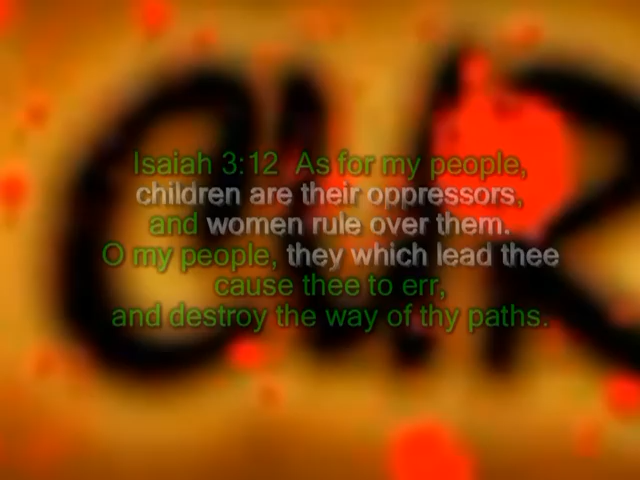 CUR
Isaiah 3:12 As for my people,
children are their oppressors,
and women rule over them.
O my people, they which lead thee
cause thee to err,
and destroy the way of thy paths.